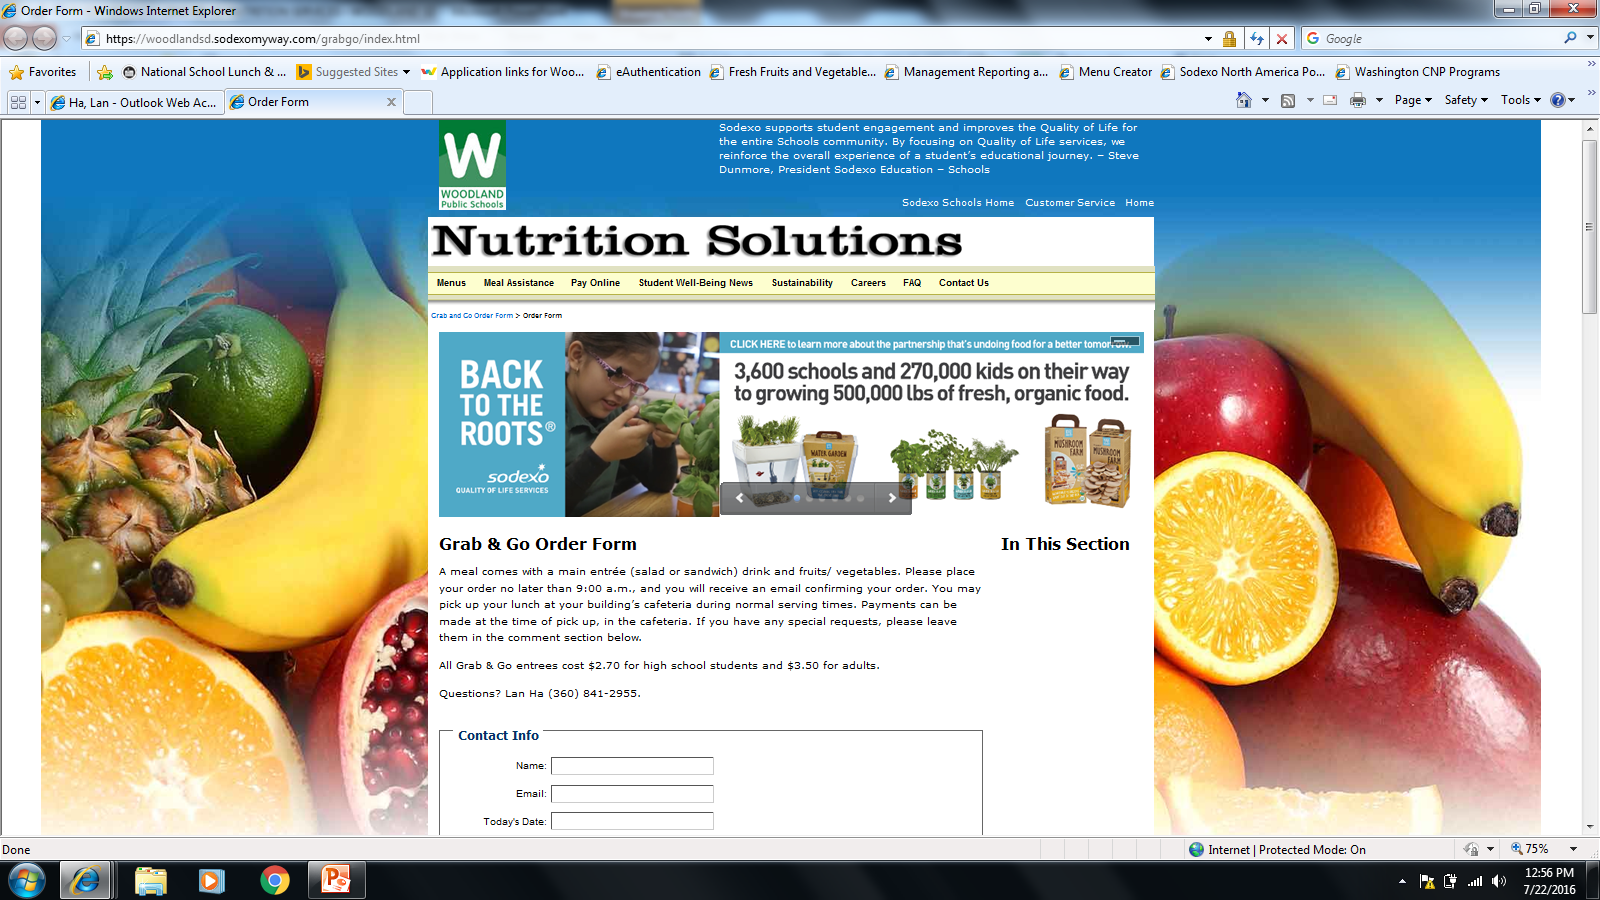 Order Form - Windows Internet Explorer
https://woodlandsd.sodexomyway.com/grabgo/index.html
Google
Favorites
National School Lunch & ...
Suggested Sites
Application links for Woo...
eAuthentication
Fresh Fruits and Vegetable...
Management Reporting a...
Menu Creator
Sodexo North America Po...
Washington CNP Programs
Ha, Lan - Outlook Web Ac...
Order Form
Page
Safety
Tools
W
WOODLAND
Public Schools
Sodexo supports student engagement and improves the Quality of Life for
the entire Schools community. By focusing on Quality of Life services, we
reinforce the overall experience of a student's educational journey. – Steve
Dunmore, President Sodexo Education – Schools
Sodexo Schools Home Customer Service Home
Nutrition Solutions
Menus Meal Assistance Pay Online Student Well-Being News Sustainability Careers FAQ Contact Us
Grab and Go Order Form > Order Form
BACK
TO THE
ROOTS®
sodexo
QUALITY OF LIFE SERVICES
CLICK HERE to learn more about the partnership that's undoing food for a better tomorrow.
3,600 schools and 270,000 kids on their way
to growing 500,000 lbs of fresh, organic food.
WATER GARDEN
MUSHROOM FARM
MUSHROOM FARM
Grab & Go Order Form
In This Section
A meal comes with a main entrée (salad or sandwich) drink and fruits/ vegetables. Please place
your order no later than 9:00 a.m., and you will receive an email confirming your order. You may
pick up your lunch at your building's cafeteria during normal serving times. Payments can be
made at the time of pick up, in the cafeteria. If you have any special requests, please leave
them in the comment section below.
All Grab & Go entrees cost $2.70 for high school students and $3.50 for adults.
Questions? Lan Ha (360) 841-2955.
Contact Info
Name:
Email:
Today's Date:
Done
Internet | Protected Mode: On
75%
12:56 PM
7/22/2016